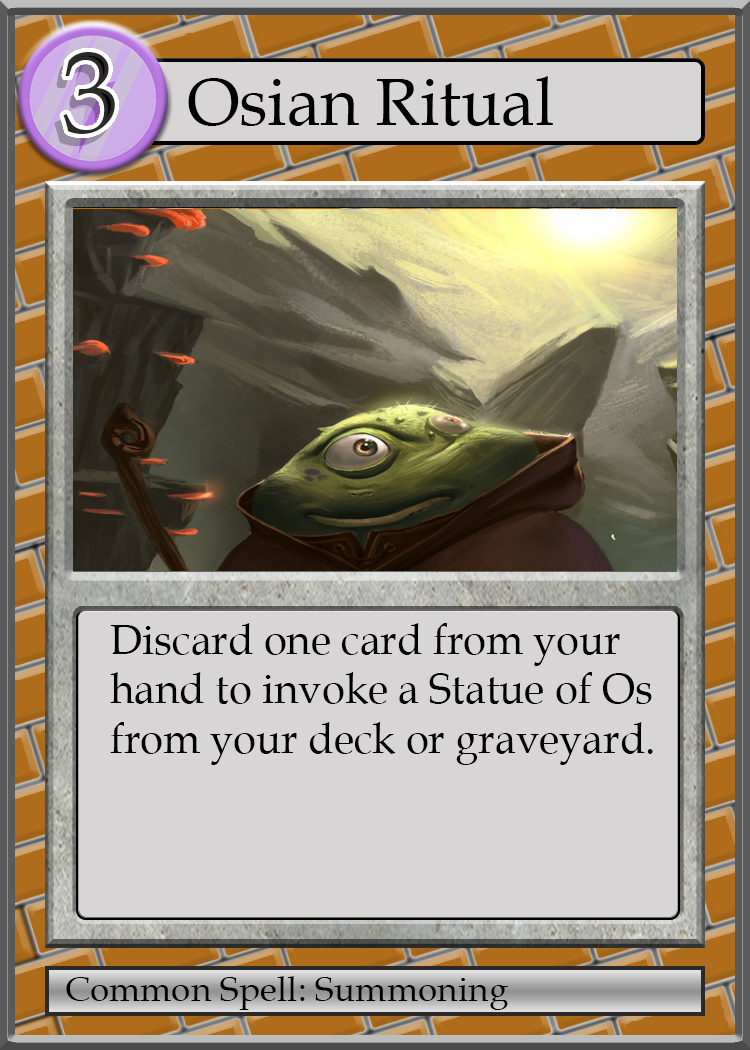 3
Osian Ritual
Discard one card from your
hand to invoke a Statue of Os
from your deck or graveyard.
Common Spell: Summoning